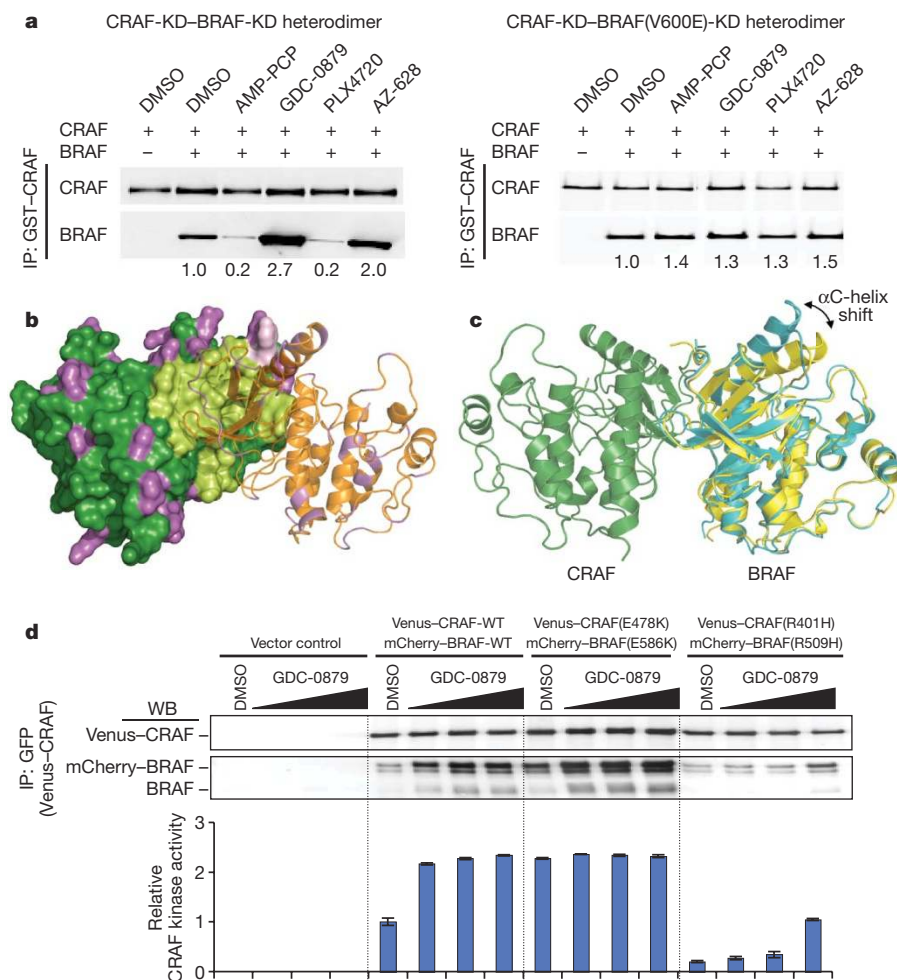 a
CRAF-KD–BRAF-KD heterodimer
DMSO
DMSO
AMP-PCP
GDC-0879
PLX4720
AZ-628
CRAF + + + + + +
BRAF – + + + + +
IP: GST–CRAF
CRAF
BRAF
1.0 0.2 2.7 0.2 2.0
CRAF-KD–BRAF(V600E)-KD heterodimer
DMSO
DMSO
AMP-PCP
GDC-0879
PLX4720
AZ-628
CRAF + + + + + +
BRAF – + + + + +
IP: GST–CRAF
CRAF
BRAF
1.0 1.4 1.3 1.3 1.5
b
c
αC-helix
shift
CRAF
BRAF
d
Vector control
Venus–CRAF-WT
mCherry–BRAF-WT
Venus–CRAF(E478K)
mCherry–BRAF(E586K)
Venus–CRAF(R401H)
mCherry–BRAF(R509H)
DMSO GDC-0879 DMSO GDC-0879 DMSO GDC-0879 DMSO GDC-0879
IP: GFP
(Venus–CRAF)
WB
Venus–CRAF –
mCherry–BRAF –
BRAF –
Relative
CRAF kinase activity
3
2
1
0